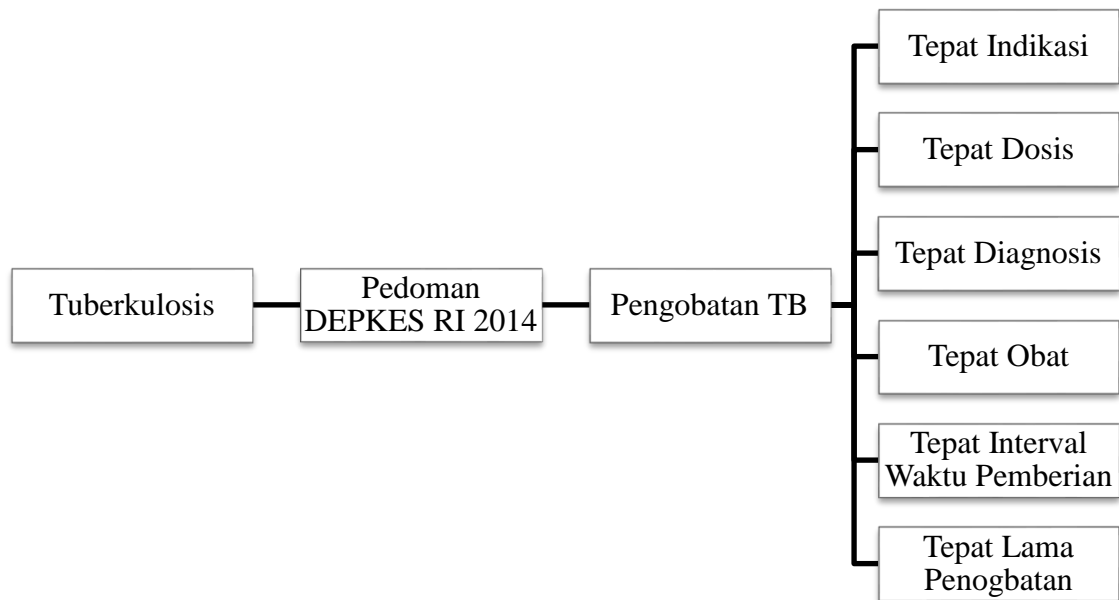 Tuberkulosis
Pedoman
DEPKES RI 2014
Pengobatan TB
Tepat Indikasi
Tepat Dosis
Tepat Diagnosis
Tepat Obat
Tepat Interval
Waktu Pemberian
Tepat Lama
Penogbatan